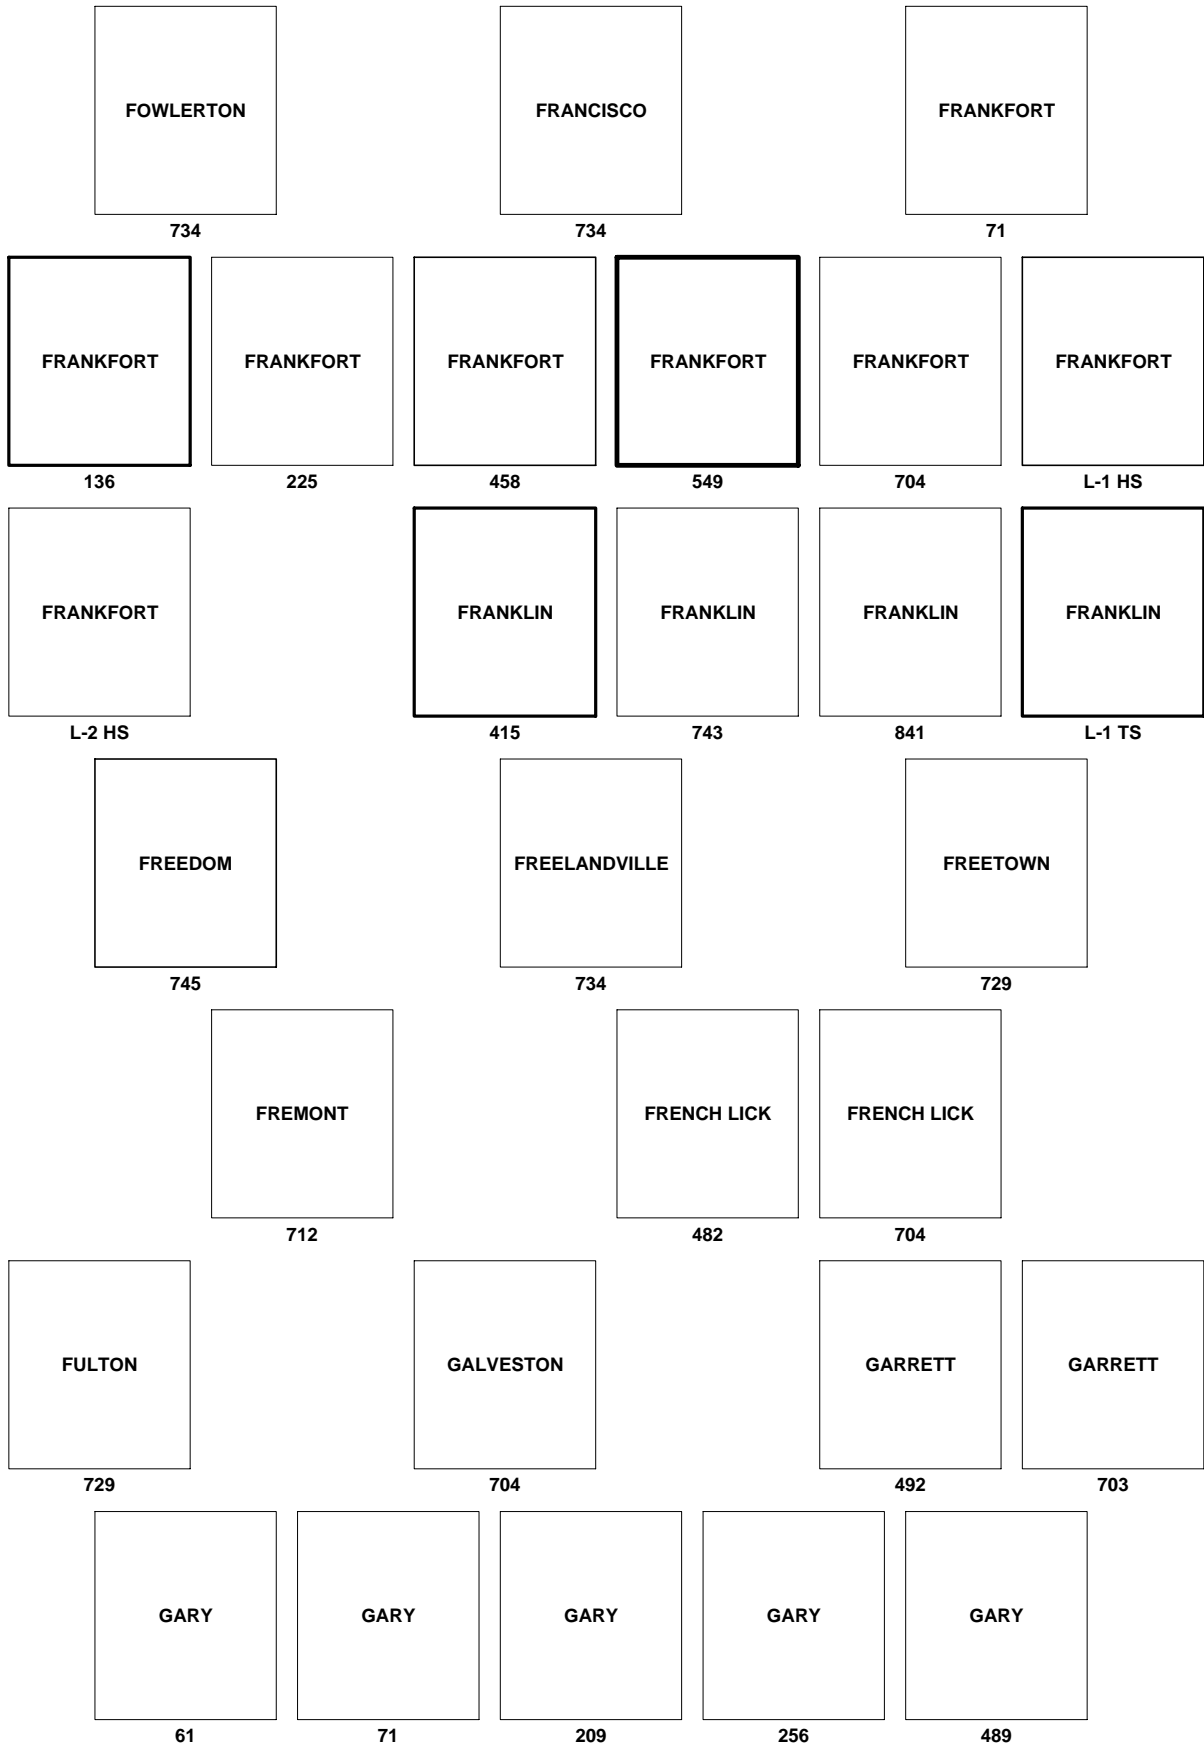 FOWLERTON FRANCISCO FRANKFORT
734 734 71
FRANKFORT FRANKFORT FRANKFORT FRANKFORT FRANKFORT FRANKFORT
136 225 458 549 704 L-1 HS
FRANKFORT FRANKLIN FRANKLIN FRANKLIN FRANKLIN
L-2 HS 415 743 841 L-1 TS
FREEDOM FREELANDVILLE FREETOWN
745 734 729
FREMONT FRENCH LICK FRENCH LICK
712 482 704
FULTON GALVESTON GARRETT GARRETT
729 704 492 703
GARY GARY GARY GARY GARY
61 71 209 256 489